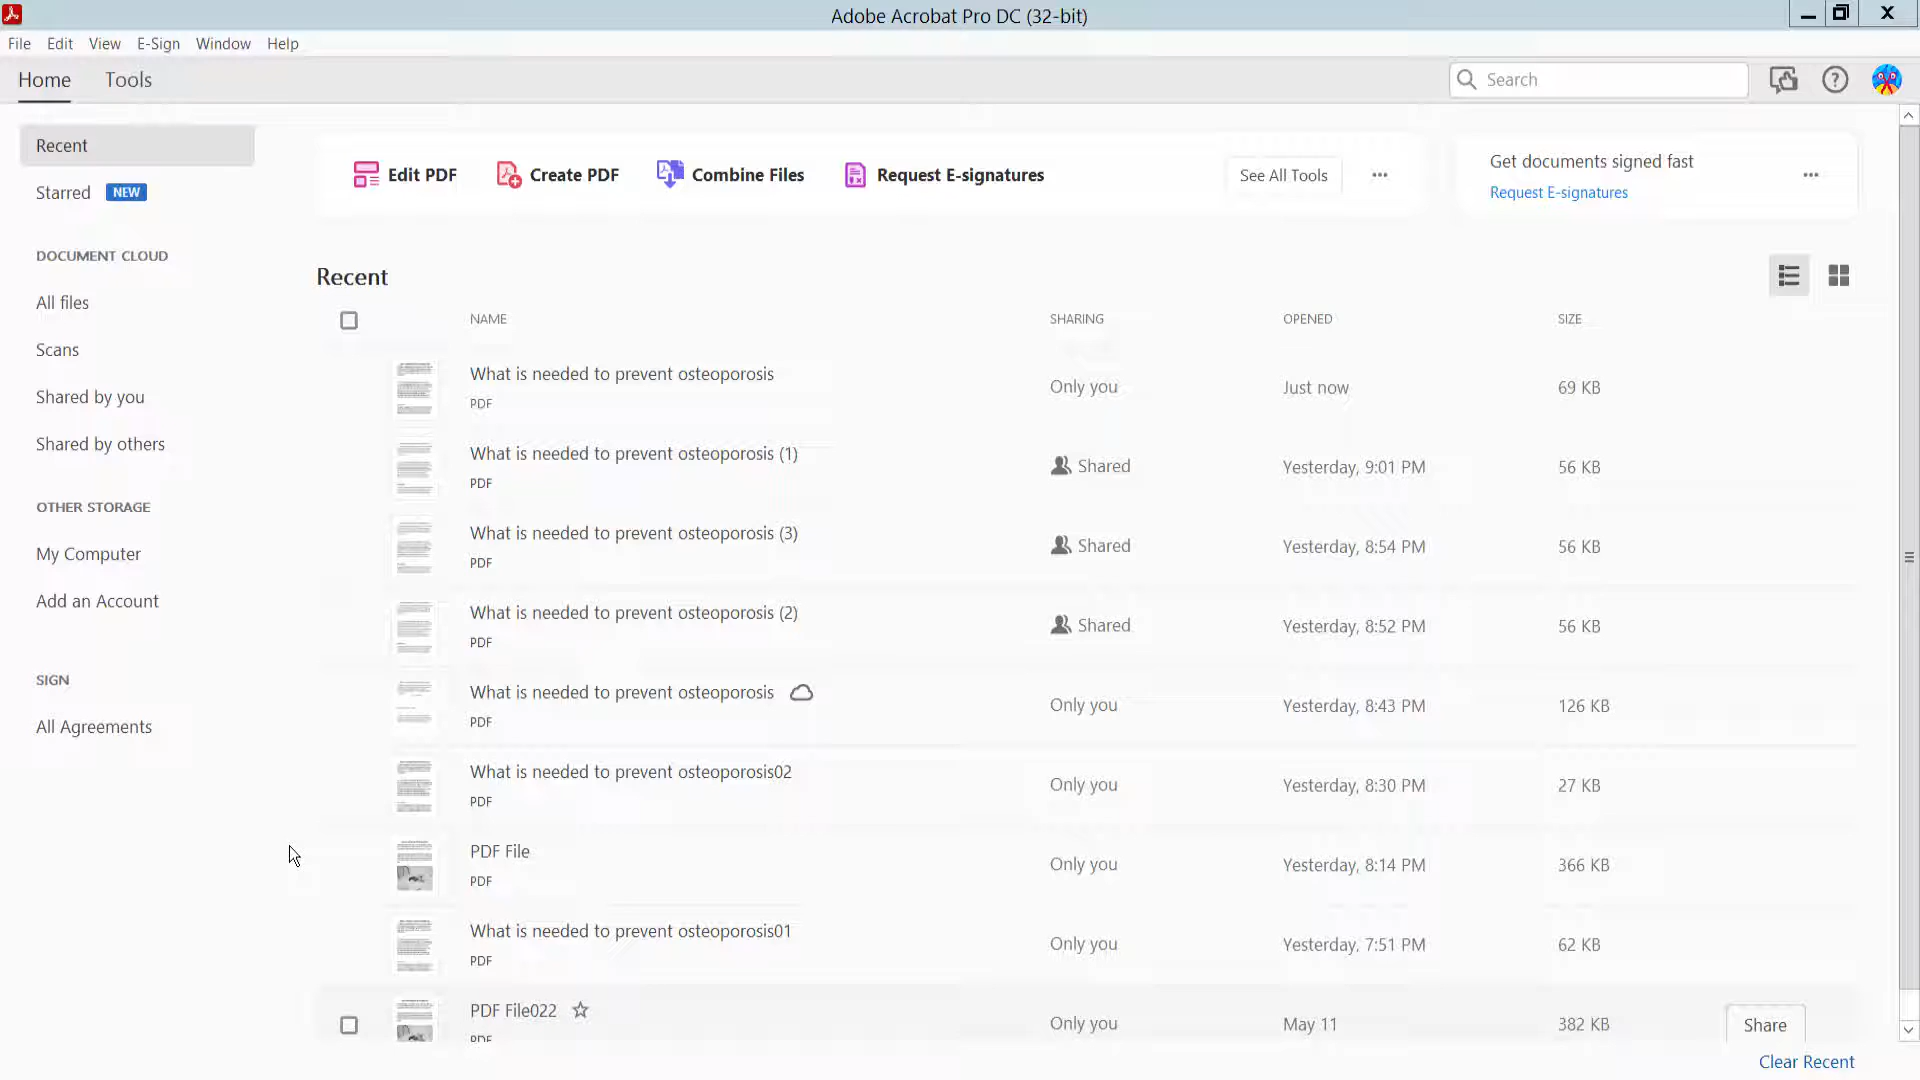 Adobe Acrobat Pro DC (32-bit)
File Edit View E-Sign Window Help
Home Tools Search
Recent
Starred NEW
DOCUMENT CLOUD
All files
Scans
Shared by you
Shared by others
OTHER STORAGE
My Computer
Add an Account
SIGN
All Agreements
Edit PDF Create PDF Combine Files Request E-signatures See All Tools
Get documents signed fast
Request E-signatures
Recent
NAME SHARING OPENED SIZE
What is needed to prevent osteoporosis Only you Just now 69 KB
PDF
What is needed to prevent osteoporosis (1) Shared Yesterday, 9:01 PM 56 KB
PDF
What is needed to prevent osteoporosis (3) Shared Yesterday, 8:54 PM 56 KB
PDF
What is needed to prevent osteoporosis (2) Shared Yesterday, 8:52 PM 56 KB
PDF
What is needed to prevent osteoporosis Only you Yesterday, 8:43 PM 126 KB
PDF
What is needed to prevent osteoporosis02 Only you Yesterday, 8:30 PM 27 KB
PDF
PDF File Only you Yesterday, 8:14 PM 366 KB
PDF
What is needed to prevent osteoporosis01 Only you Yesterday, 7:51 PM 62 KB
PDF
PDF File022 Only you May 11 382 KB Share
PDF
Clear Recent